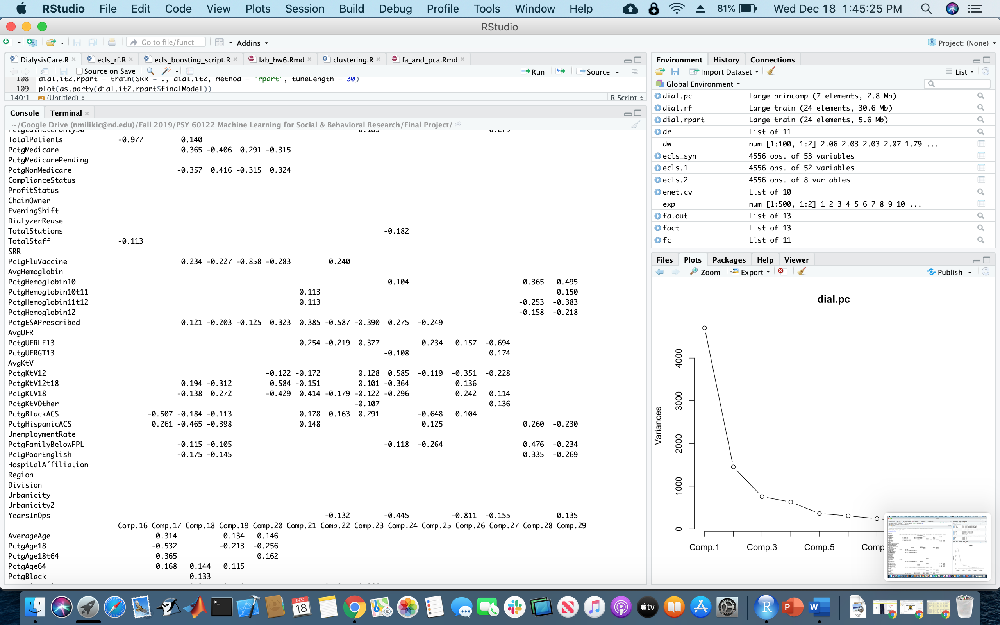 RStudio File Edit Code View Plots Session Build Debug Profile Tools Window Help 81% Wed Dec 18 1:45:25 PM
RStudio
Go to file/funct Addins Project: (None)
DialysisCare.R ecls_rf.R ecls_boosting_script.R lab_hw6.Rmd clustering.R fa_and_pca.Rmd
Source on Save Run Source
108 dial.it2.rpart = train(SRR ~ ., dial.it2, method = "rpart", tuneLength = 30)
109 plot(as.party(dial.it2.rpart$finalModel))
140:1 (Untitled) R Script
Console Terminal
~/Google Drive (nmilikic@nd.edu)/Fall 2019/PSY 60122 Machine Learning for Social & Behavioral Research/Final Project/
TotalPatients -0.977 0.140
PctgMedicare 0.365 -0.406 0.291 -0.315
PctgMedicarePending
PctgNonMedicare -0.357 0.416 -0.315 0.324
ComplianceStatus
ProfitStatus
ChainOwner
EveningShift
DialyzerReuse
TotalStations -0.182
TotalStaff -0.113
SRR
PctgFluVaccine 0.234 -0.227 -0.858 -0.283 0.240
AvgHemoglobin
PctgHemoglobin10 0.104 0.365 0.495
PctgHemoglobin10t11 0.113 0.150
PctgHemoglobin11t12 0.113 -0.253 -0.383
PctgHemoglobin12 -0.158 -0.218
PctgESAPrescribed 0.121 -0.203 -0.125 0.323 0.385 -0.587 -0.390 0.275 -0.249
AvgUFR
PctgUFRLE13 0.254 -0.219 0.377 0.234 0.157 -0.694
PctgUFRGT13 -0.108 0.174
AvgKtV
PctgKtV12 -0.122 -0.172 0.128 0.585 -0.119 -0.351 -0.228
PctgKtV12t18 0.194 -0.312 0.584 -0.151 0.101 -0.364 0.136
PctgKtV18 -0.138 0.272 -0.429 0.414 -0.179 -0.122 -0.296 0.242 0.114
PctgKtVOther -0.107 0.136
PctgBlackACS -0.507 -0.184 -0.113 0.178 0.163 0.291 -0.648 0.104
PctgHispanicACS 0.261 -0.465 -0.398 0.148 0.125 0.260 -0.230
UnemploymentRate
PctgFamilyBelowFPL -0.115 -0.105 -0.118 -0.264 0.476 -0.234
PctgPoorEnglish -0.175 -0.145 0.335 -0.269
HospitalAffiliation
Region
Division
Urbanicity
Urbanicity2
YearsInOps -0.132 -0.445 -0.811 -0.155 0.135
Comp.16 Comp.17 Comp.18 Comp.19 Comp.20 Comp.21 Comp.22 Comp.23 Comp.24 Comp.25 Comp.26 Comp.27 Comp.28 Comp.29
AverageAge 0.314 0.134 0.146
PctgAge18 -0.532 -0.213 -0.256
PctgAge18t64 0.365 0.162
PctgAge64 0.168 0.144 0.115
PctgBlack 0.133
Environment History Connections
Import Dataset List
Global Environment
dial.pc Large princomp (7 elements, 2.8 Mb)
dial.rf Large train (24 elements, 30.6 Mb)
dial.rpart Large train (24 elements, 5.6 Mb)
dr List of 11
dw num [1:100, 1:2] 2.06 2.03 2.03 2.07 1.79 ...
ecls_syn 4556 obs. of 53 variables
ecls.1 4556 obs. of 52 variables
ecls.2 4556 obs. of 8 variables
enet.cv List of 10
exp num [1:500, 1:2] 1 2 3 4 5 6 7 8 9 10 ...
fa.out List of 13
fact List of 13
fc List of 11
Files Plots Packages Help Viewer
Zoom Export Publish
dial.pc
Variances
4000
3000
2000
1000
0
Comp.1 Comp.3 Comp.5 Comp
DEC
18
tv
PDF